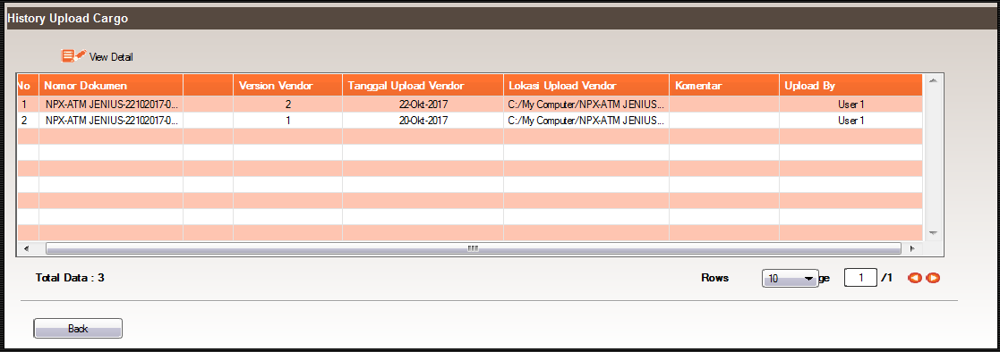 History Upload Cargo
View Detail
No Nomor Dokumen Version Vendor Tanggal Upload Vendor Lokasi Upload Vendor Komentar Upload By
1 NPX-ATM JENIUS-22102017-0... 2 22-Okt-2017 C:/My Computer/NPX-ATM JENIUS... User 1
2 NPX-ATM JENIUS-22102017-0... 1 20-Okt-2017 C:/My Computer/NPX-ATM JENIUS... User 1
Total Data : 3 Rows 10 ge 1 /1
Back